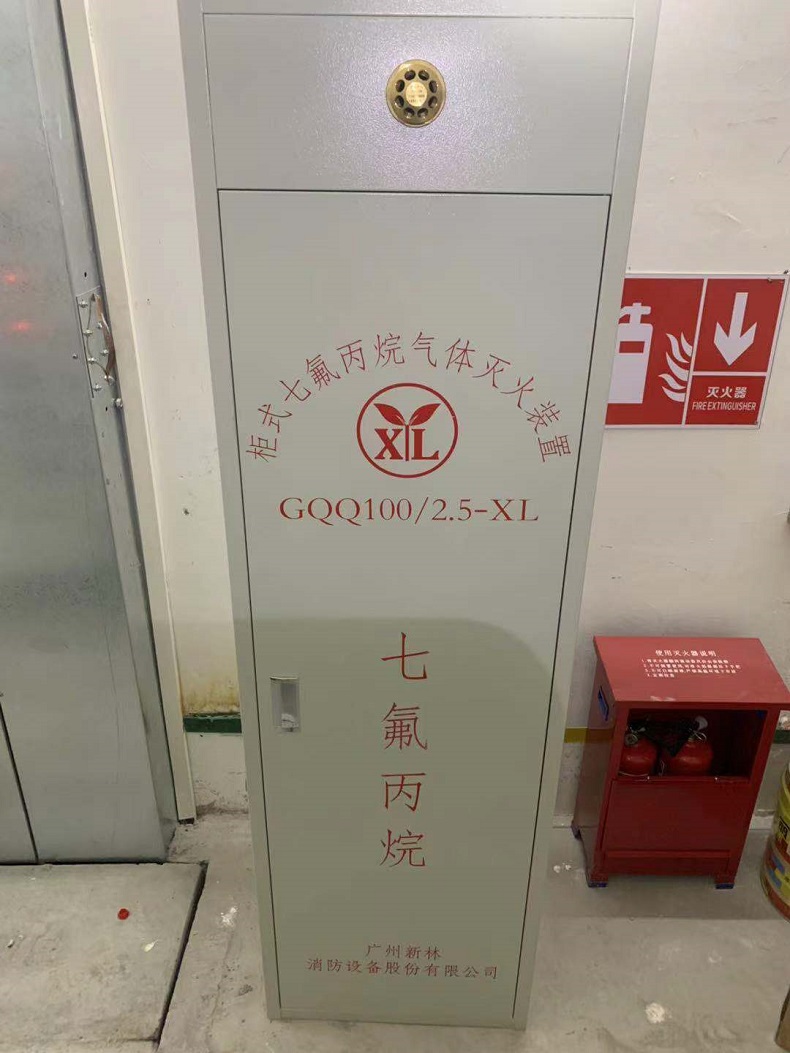 柜式七氟丙烷气体灭火装置
XL
GQQ100/2.5-XL
七
氟
丙
烷
广州新林
消防设备股份有限公司
灭火器
FIRE EXTINGUISHER
使用灭火器说明